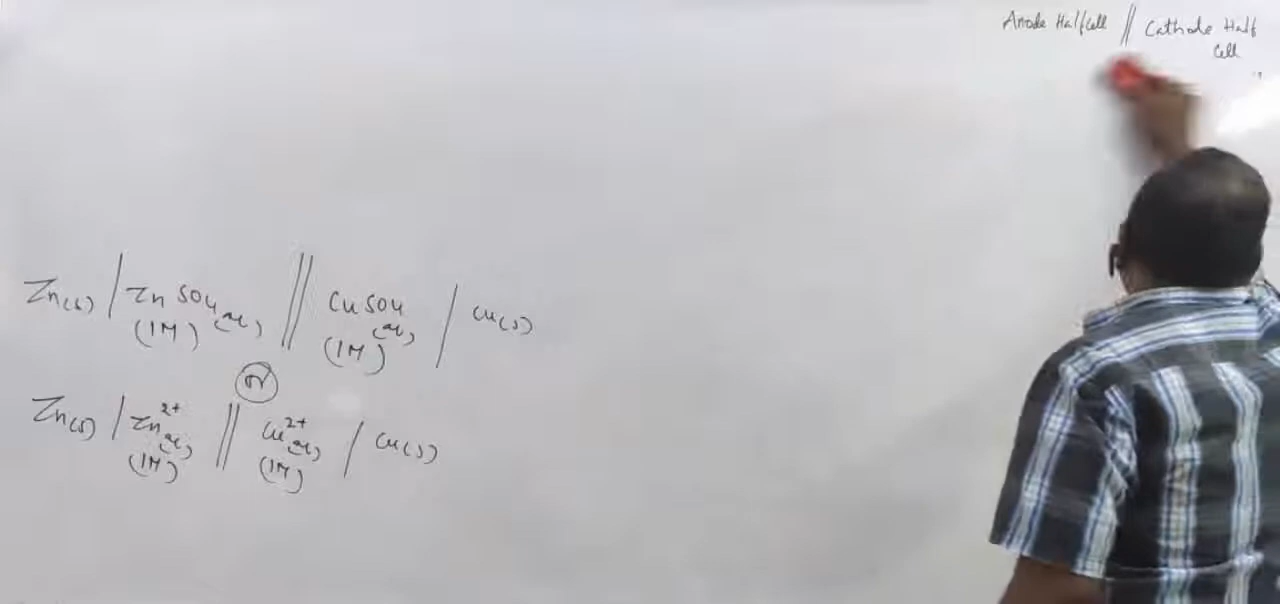 Anode Half cell // Cathode Half
Cell
Zn(s) / Zn SO4(aq) // CuSO4(aq) / Cu(s)
(1M) (1M)
or
Zn(s) / Zn2+(aq) // Cu2+(aq) / Cu(s)
(1M) (1M)